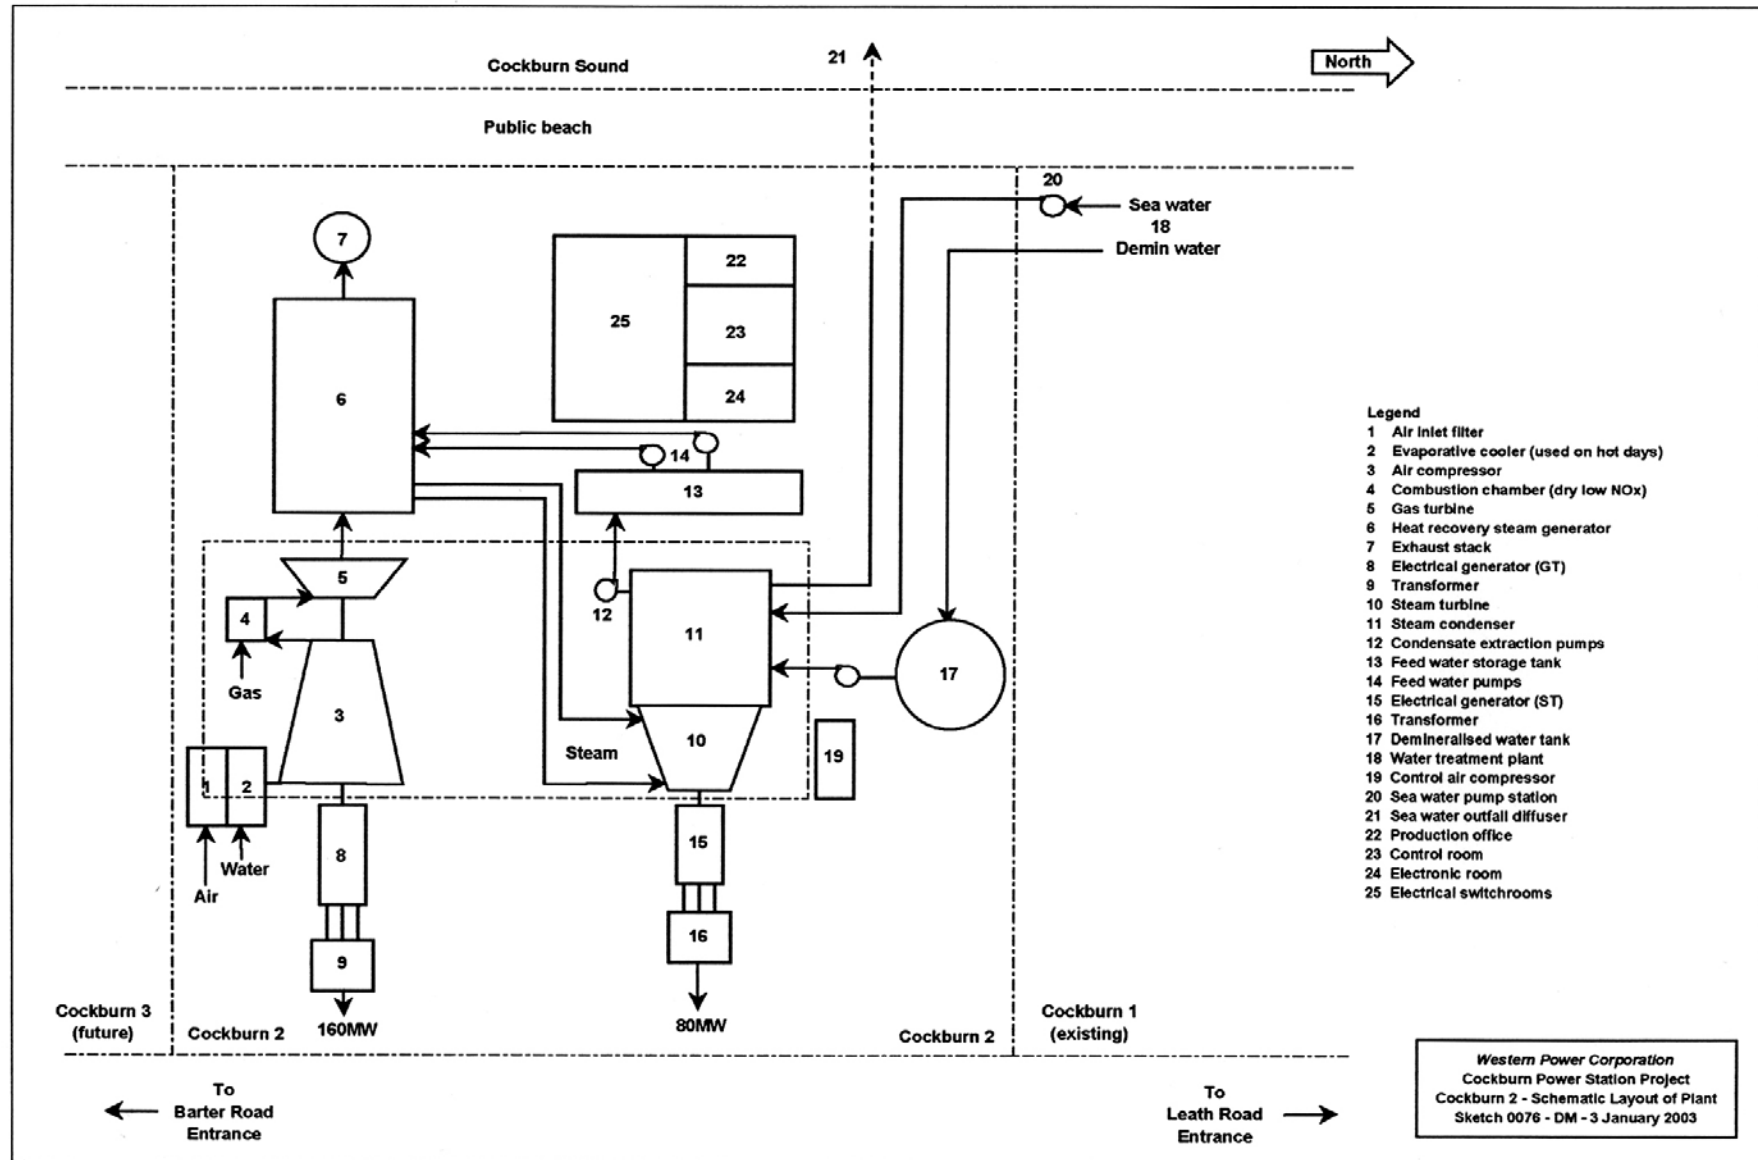 Cockburn Sound
21
North
Public beach
20
Sea water
18
Demin water
7
22
25
23
6
24
14
13
5
12
4
11
17
Gas
3
10
Steam
19
1
2
8
15
Water
Air
16
9
Cockburn 3
(future)
Cockburn 2
160MW
80MW
Cockburn 2
Cockburn 1
(existing)
To
Barter Road
Entrance
To
Leath Road
Entrance
Legend
1 Air inlet filter
2 Evaporative cooler (used on hot days)
3 Air compressor
4 Combustion chamber (dry low NOx)
5 Gas turbine
6 Heat recovery steam generator
7 Exhaust stack
8 Electrical generator (GT)
9 Transformer
10 Steam turbine
11 Steam condenser
12 Condensate extraction pumps
13 Feed water storage tank
14 Feed water pumps
15 Electrical generator (ST)
16 Transformer
17 Demineralised water tank
18 Water treatment plant
19 Control air compressor
20 Sea water pump station
21 Sea water outfall diffuser
22 Production office
23 Control room
24 Electronic room
25 Electrical switchrooms
Western Power Corporation
Cockburn Power Station Project
Cockburn 2 - Schematic Layout of Plant
Sketch 0076 - DM - 3 January 2003